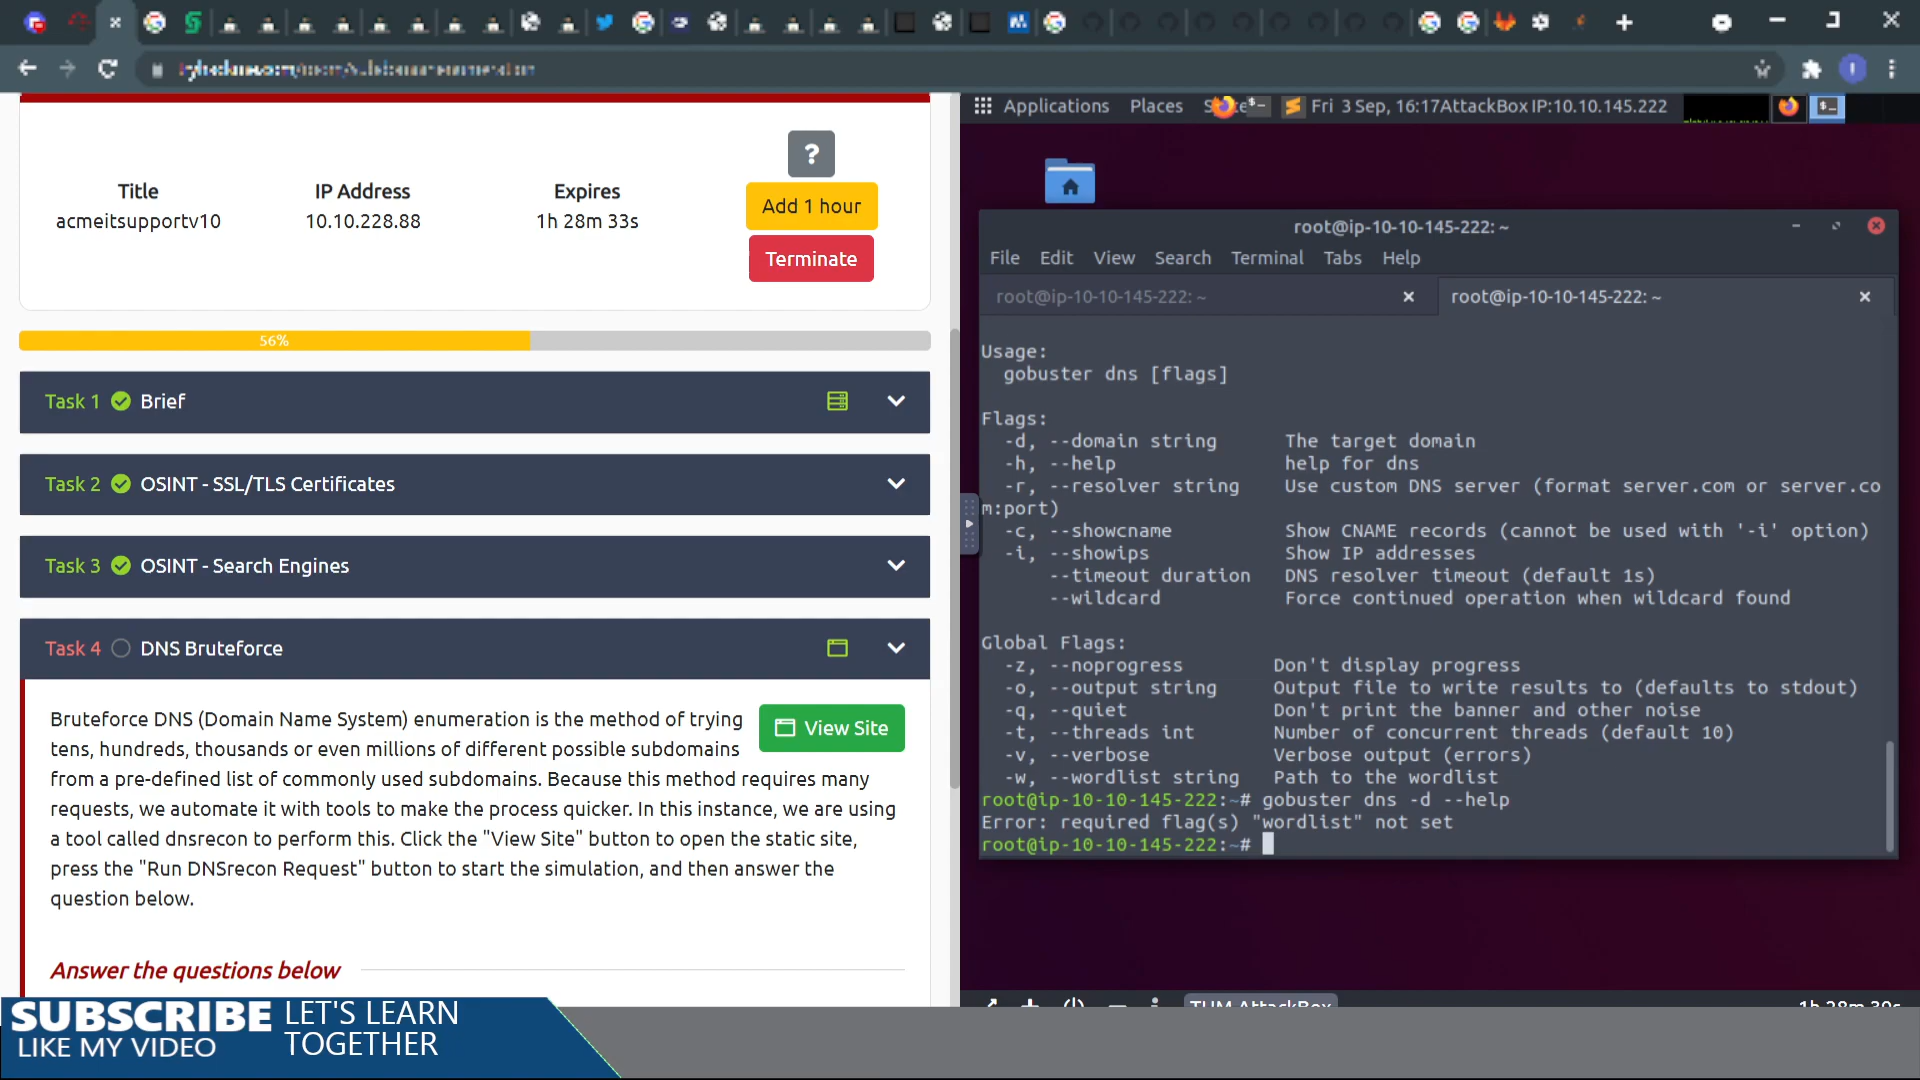 Title
IP Address
Expires
?
acmeitsupportv10
10.10.228.88
1h 28m 33s
Add 1 hour
Terminate
56%
Task 1 Brief
Task 2 OSINT - SSL/TLS Certificates
Task 3 OSINT - Search Engines
Task 4 DNS Bruteforce
Bruteforce DNS (Domain Name System) enumeration is the method of trying
tens, hundreds, thousands or even millions of different possible subdomains
from a pre-defined list of commonly used subdomains. Because this method requires many
requests, we automate it with tools to make the process quicker. In this instance, we are using
a tool called dnsrecon to perform this. Click the "View Site" button to open the static site,
press the "Run DNSrecon Request" button to start the simulation, and then answer the
question below.
View Site
Answer the questions below
SUBSCRIBE
LIKE MY VIDEO
LET'S LEARN
TOGETHER
Applications Places Fri 3 Sep, 16:17 AttackBox IP:10.10.145.222
root@ip-10-10-145-222: ~
File Edit View Search Terminal Tabs Help
root@ip-10-10-145-222: ~
root@ip-10-10-145-222: ~
Usage:
gobuster dns [flags]
Flags:
-d, --domain string The target domain
-h, --help help for dns
-r, --resolver string Use custom DNS server (format server.com or server.co
m:port)
-c, --showcname Show CNAME records (cannot be used with '-i' option)
-i, --showips Show IP addresses
--timeout duration DNS resolver timeout (default 1s)
--wildcard Force continued operation when wildcard found
Global Flags:
-z, --noprogress Don't display progress
-o, --output string Output file to write results to (defaults to stdout)
-q, --quiet Don't print the banner and other noise
-t, --threads int Number of concurrent threads (default 10)
-v, --verbose Verbose output (errors)
-w, --wordlist string Path to the wordlist
root@ip-10-10-145-222:~# gobuster dns -d --help
Error: required flag(s) "wordlist" not set
root@ip-10-10-145-222:~#
THM AttackBox